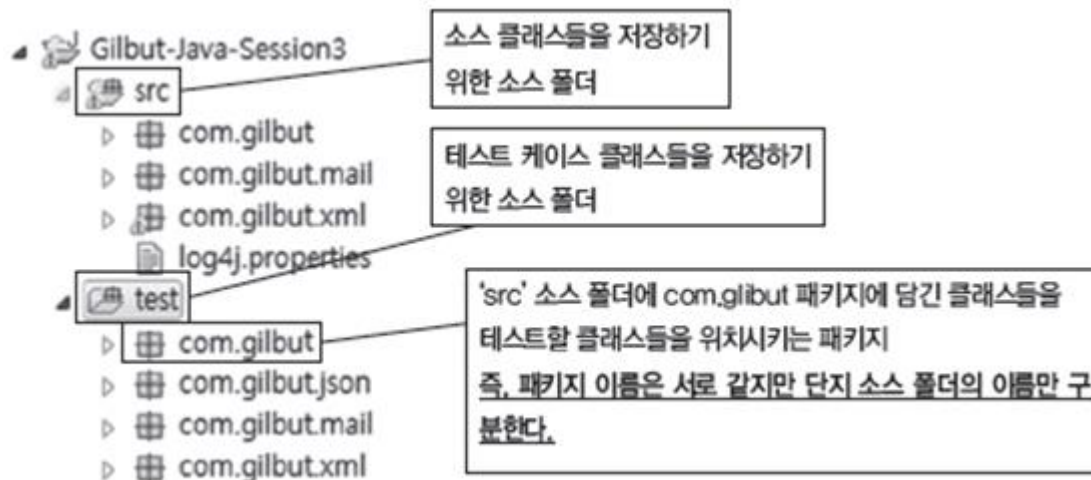 Gilbut-Java-Session3
src
com.gilbut
com.gilbut.mail
com.gilbut.xml
log4j.properties
test
com.gilbut
com.gilbut.json
com.gilbut.mail
com.gilbut.xml
소스 클래스들을 저장하기
위한 소스 폴더
테스트 케이스 클래스들을 저장하기
위한 소스 폴더
'src' 소스 폴더에 com.glibut 패키지에 담긴 클래스들을
테스트할 클래스들을 위치시키는 패키지
즉, 패키지 이름은 서로 같지만 단지 소스 폴더의 이름만 구
분한다.